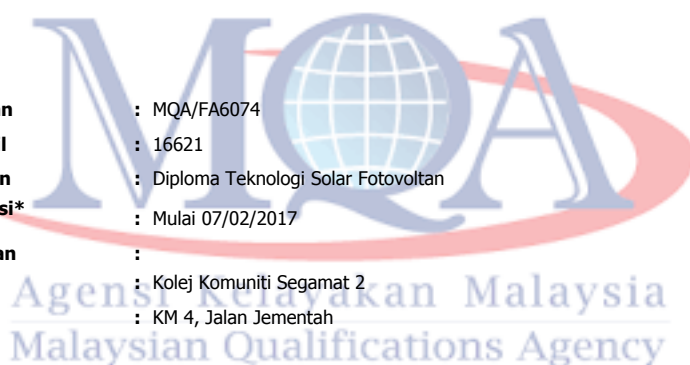 MQA
an : MQA/FA6074
l : 16621
n : Diploma Teknologi Solar Fotovoltan
si* : Mulai 07/02/2017
an :
: Kolej Komuniti Segamat 2
: KM 4, Jalan Jementah
Agensi Kelayakan Malaysia
Malaysian Qualifications Agency